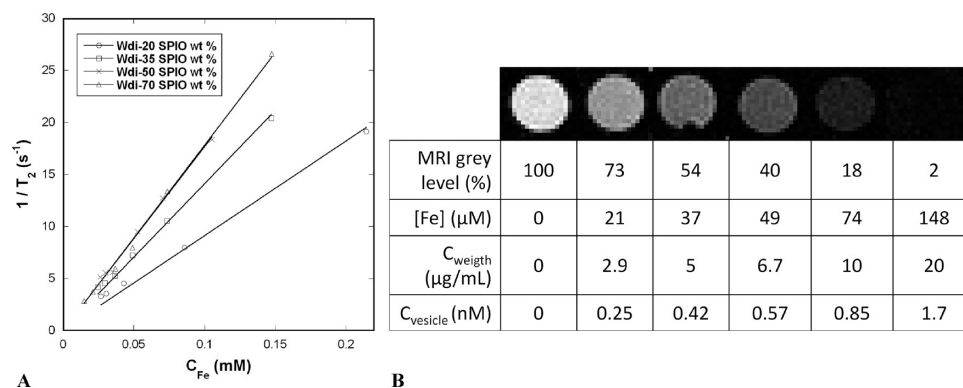 30
25
20
15
10
5
0
Wdi-20 SPIO wt %
Wdi-35 SPIO wt %
Wdi-50 SPIO wt %
Wdi-70 SPIO wt %
1 / T2 (s-1)
0 0.05 0.1 0.15 0.2
CFe (mM)
A
MRI grey level (%) 100 73 54 40 18 2
[Fe] (µM) 0 21 37 49 74 148
Cweigth (µg/mL) 0 2.9 5 6.7 10 20
Cvesicle (nM) 0 0.25 0.42 0.57 0.85 1.7
B